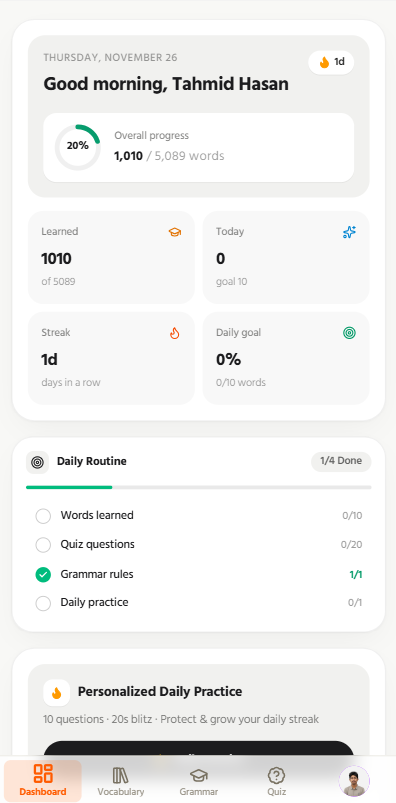 THURSDAY, NOVEMBER 26
1d
Good morning, Tahmid Hasan
20%
Overall progress
1,010 / 5,089 words
Learned
1010
of 5089
Today
0
goal 10
Streak
1d
days in a row
Daily goal
0%
0/10 words
Daily Routine
1/4 Done
Words learned 0/10
Quiz questions 0/20
Grammar rules 1/1
Daily practice 0/1
Personalized Daily Practice
10 questions · 20s blitz · Protect & grow your daily streak
Dashboard
Vocabulary
Grammar
Quiz